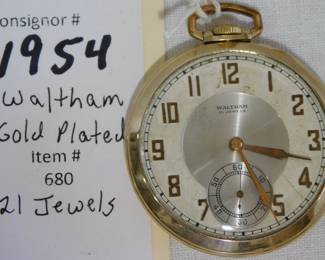 Consignor #
1954
Waltham
Gold Plated
Item #
680
21 Jewels
12
1
2
3
4
5
7
8
9
10
11
WALTHAM
21 JEWELS
60